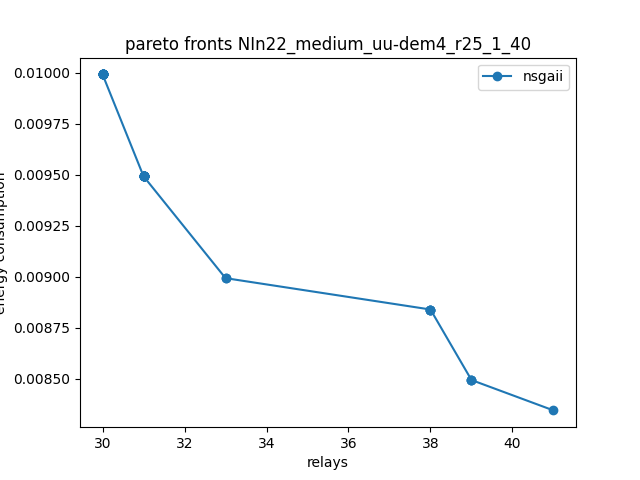 pareto fronts NIn22_medium_uu-dem4_r25_1_40
nsgaii
0.01000
0.00975
0.00950
0.00925
0.00900
0.00875
0.00850
energy consumption
30 32 34 36 38 40
relays